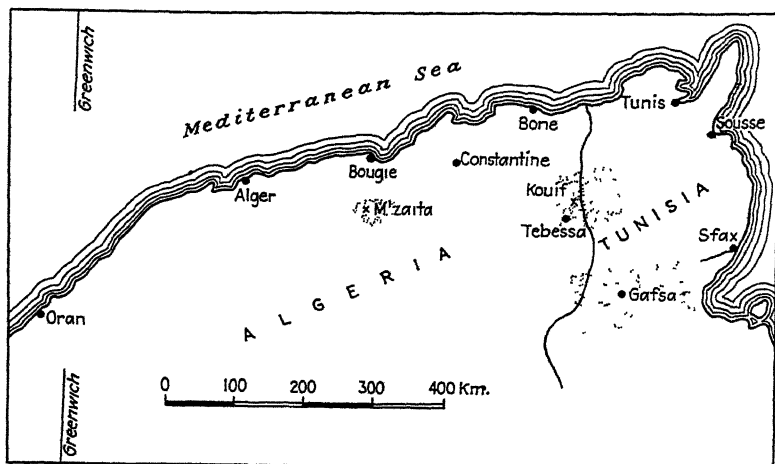 Greenwich
Mediterranean Sea
Tunis
Bone
Sousse
Constantine
Bougie
Alger
Kouif
M'zaita
Tebessa
TUNISIA
Sfax
ALGERIA
Gafsa
Oran
0 100 200 300 400 Km.
Greenwich